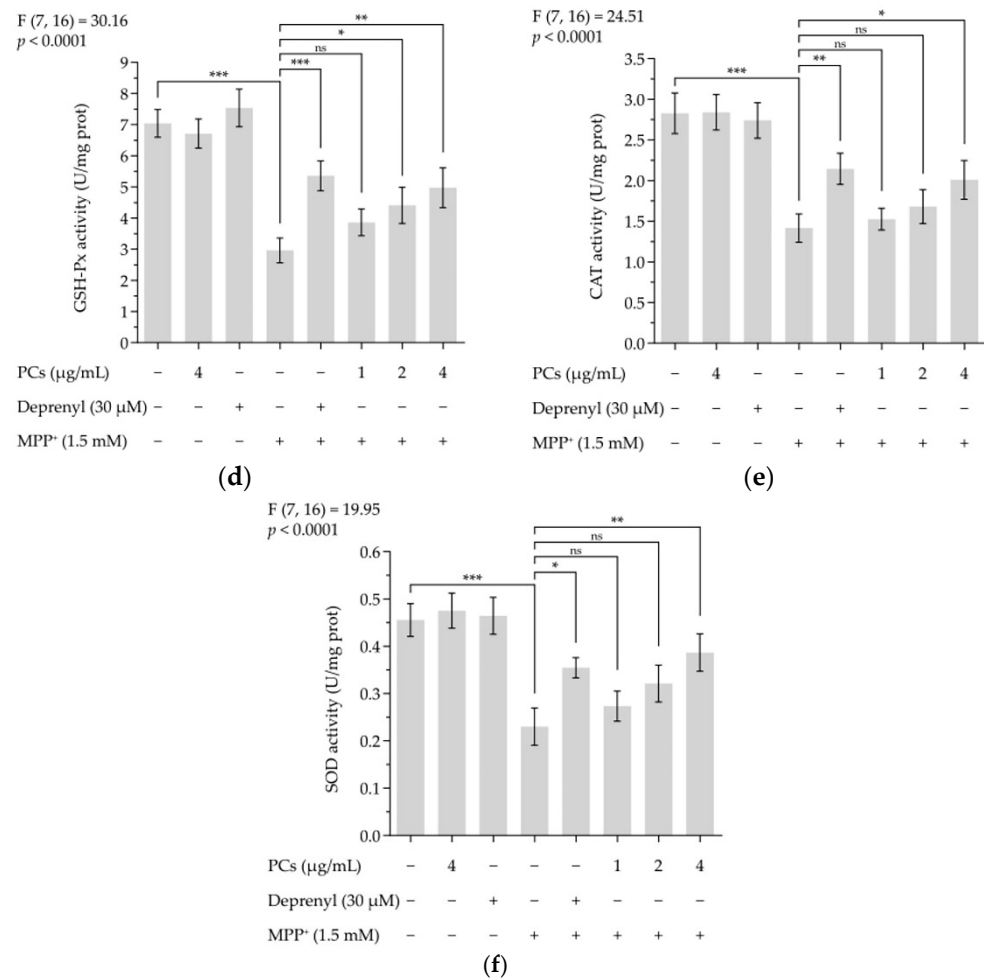 F (7, 16) = 30.16
p < 0.0001
**
*
ns
***
***
GSH-Px activity (U/mg prot)
9
8
7
6
5
4
3
2
1
0
PCs (µg/mL) – 4 – – – 1 2 4
Deprenyl (30 µM) – – + – + – – –
MPP⁺ (1.5 mM) – – – + + + + +
(d)
F (7, 16) = 24.51
p < 0.0001
*
ns
ns
**
***
CAT activity (U/mg prot)
3.5
3.0
2.5
2.0
1.5
1.0
0.5
0.0
PCs (µg/mL) – 4 – – – 1 2 4
Deprenyl (30 µM) – – + – + – – –
MPP⁺ (1.5 mM) – – – + + + + +
(e)
F (7, 16) = 19.95
p < 0.0001
**
ns
ns
*
***
SOD activity (U/mg prot)
0.6
0.5
0.4
0.3
0.2
0.1
0.0
PCs (µg/mL) – 4 – – – 1 2 4
Deprenyl (30 µM) – – + – + – – –
MPP⁺ (1.5 mM) – – – + + + + +
(f)